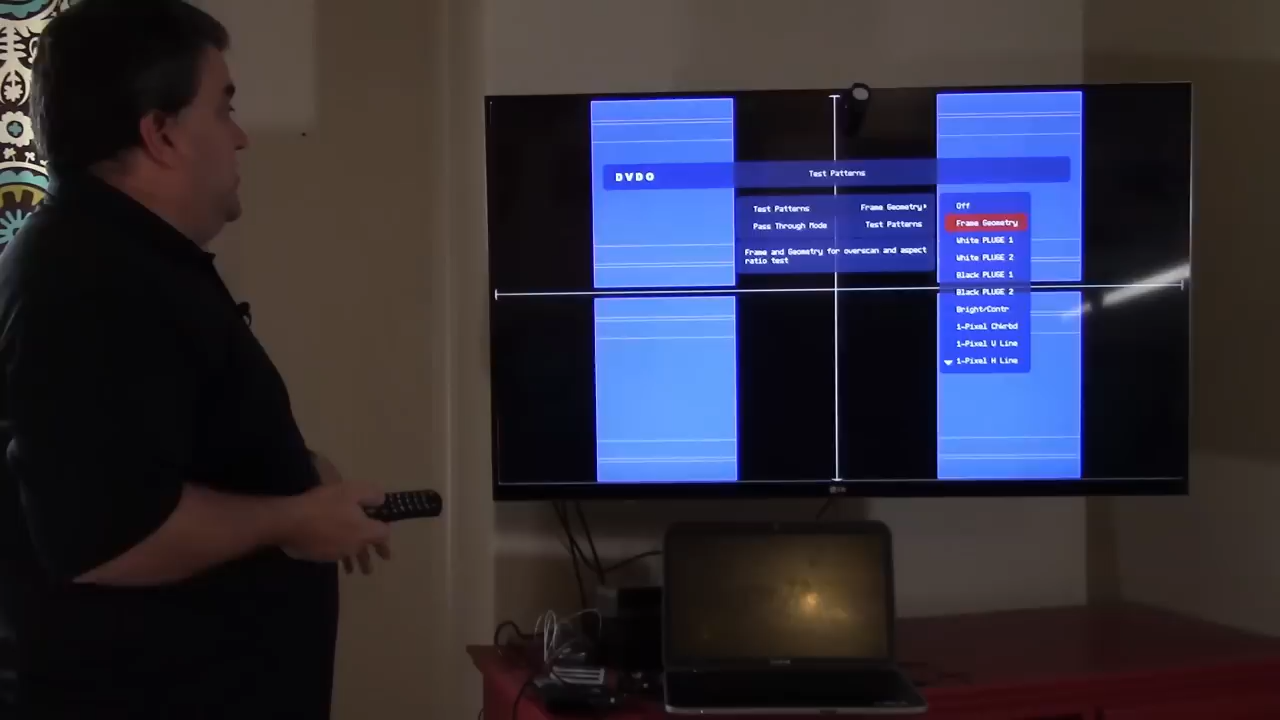 DVDO
Test Patterns
Test Patterns Frame Geometry
Pass Through Mode Test Patterns
Frame and Geometry for overscan and aspect
ratio test
Off
Frame Geometry
White PLUGE 1
White PLUGE 2
Black PLUGE 1
Black PLUGE 2
Bright/Contr
1-Pixel Chkrbd
1-Pixel V Line
1-Pixel H Line
LG